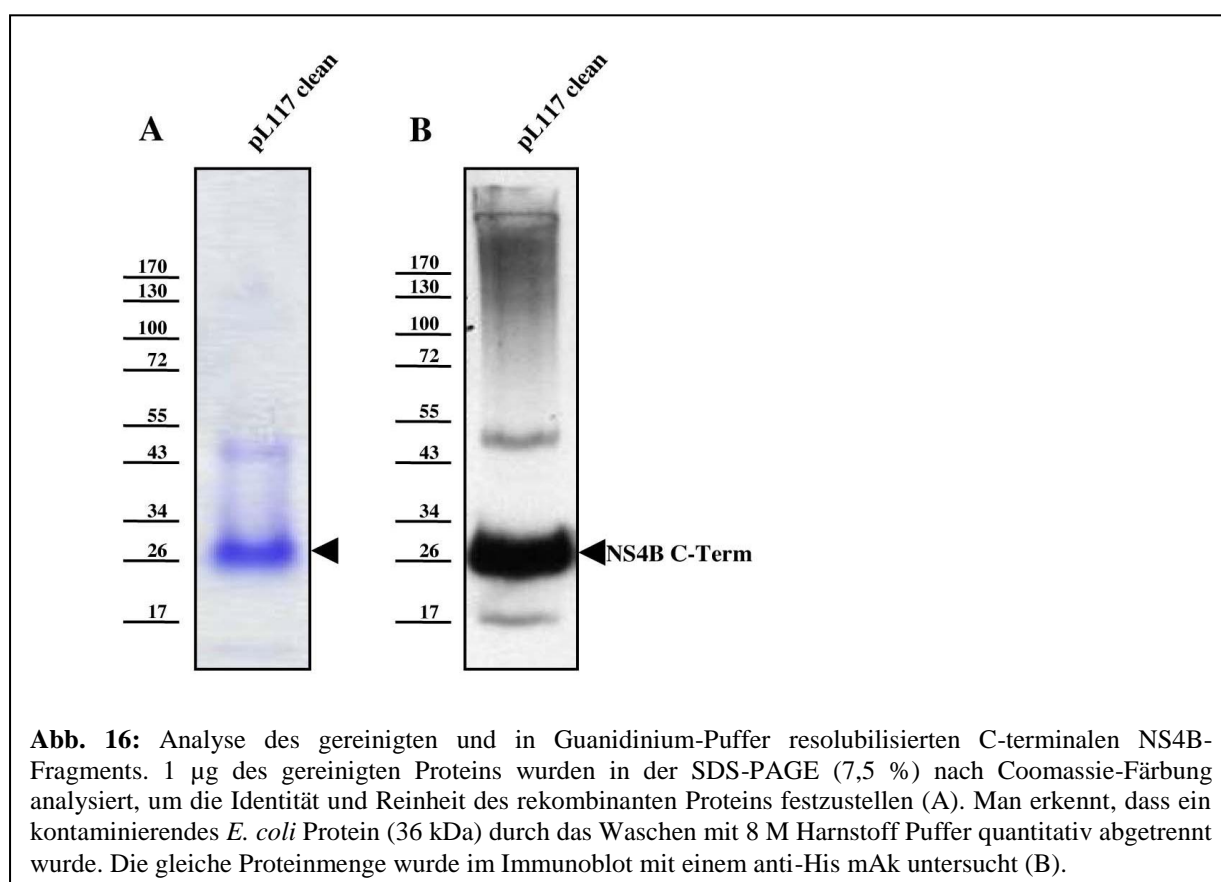 A
pL117 clean
B
pL117 clean
170
130
100
72
55
43
34
26
17
170
130
100
72
55
43
34
26
17
NS4B C-Term
Abb. 16: Analyse des gereinigten und in Guanidinium-Puffer resolubilisierten C-terminalen NS4B-
Fragments. 1 µg des gereinigten Proteins wurden in der SDS-PAGE (7,5 %) nach Coomassie-Färbung
analysiert, um die Identität und Reinheit des rekombinanten Proteins festzustellen (A). Man erkennt, dass ein
kontaminierendes E. coli Protein (36 kDa) durch das Waschen mit 8 M Harnstoff Puffer quantitativ abgetrennt
wurde. Die gleiche Proteinmenge wurde im Immunoblot mit einem anti-His mAk untersucht (B).